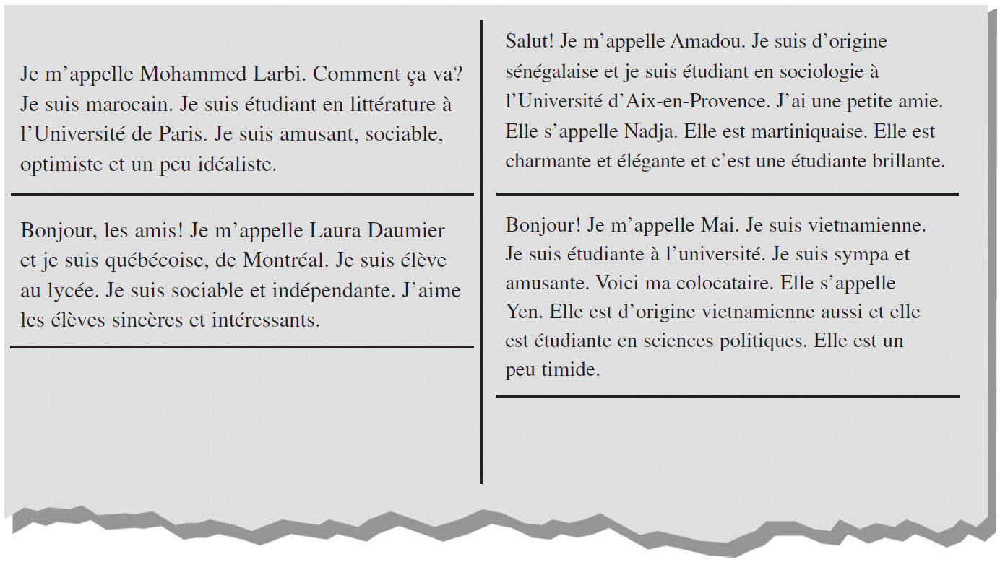 Je m’appelle Mohammed Larbi. Comment ça va?
Je suis marocain. Je suis étudiant en littérature à
l’Université de Paris. Je suis amusant, sociable,
optimiste et un peu idéaliste.
Bonjour, les amis! Je m’appelle Laura Daumier
et je suis québécoise, de Montréal. Je suis élève
au lycée. Je suis sociable et indépendante. J’aime
les élèves sincères et intéressants.
Salut! Je m’appelle Amadou. Je suis d’origine
sénégalaise et je suis étudiant en sociologie à
l’Université d’Aix-en-Provence. J’ai une petite amie.
Elle s’appelle Nadja. Elle est martiniquaise. Elle est
charmante et élégante et c’est une étudiante brillante.
Bonjour! Je m’appelle Mai. Je suis vietnamienne.
Je suis étudiante à l’université. Je suis sympa et
amusante. Voici ma colocataire. Elle s’appelle
Yen. Elle est d’origine vietnamienne aussi et elle
est étudiante en sciences politiques. Elle est un
peu timide.